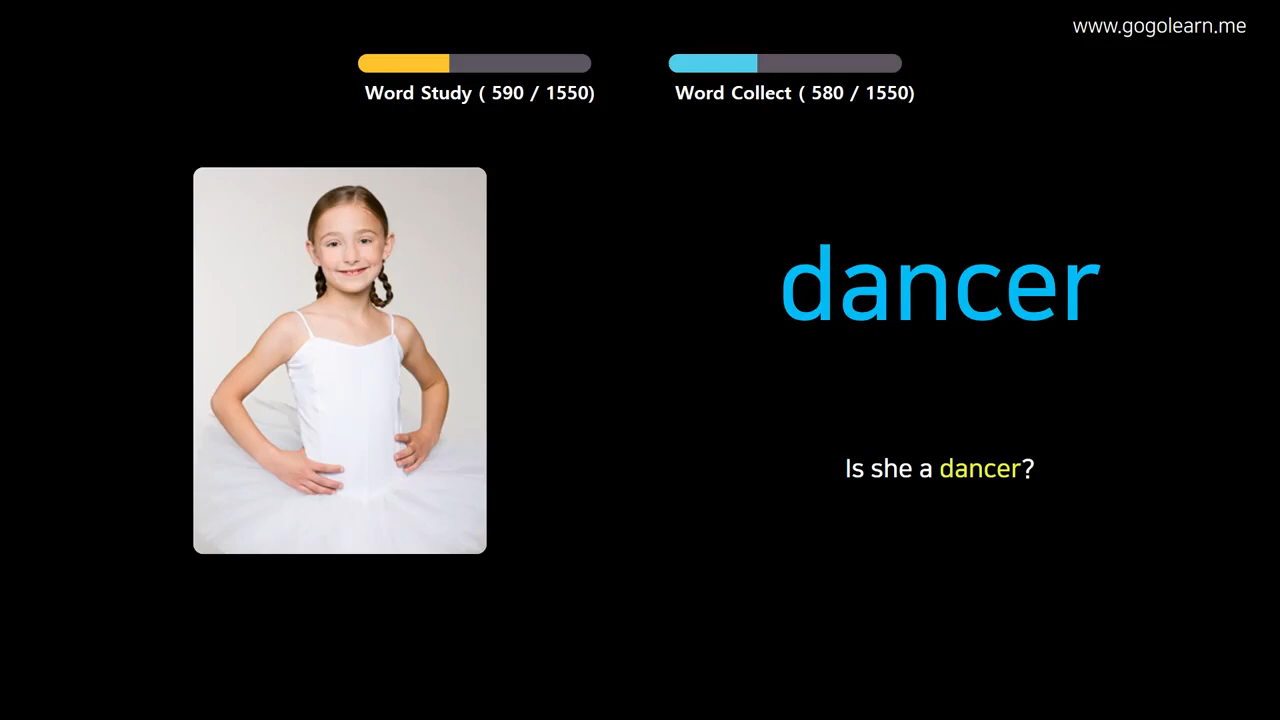 www.gogolearn.me
Word Study ( 590 / 1550)
Word Collect ( 580 / 1550)
dancer
Is she a dancer?